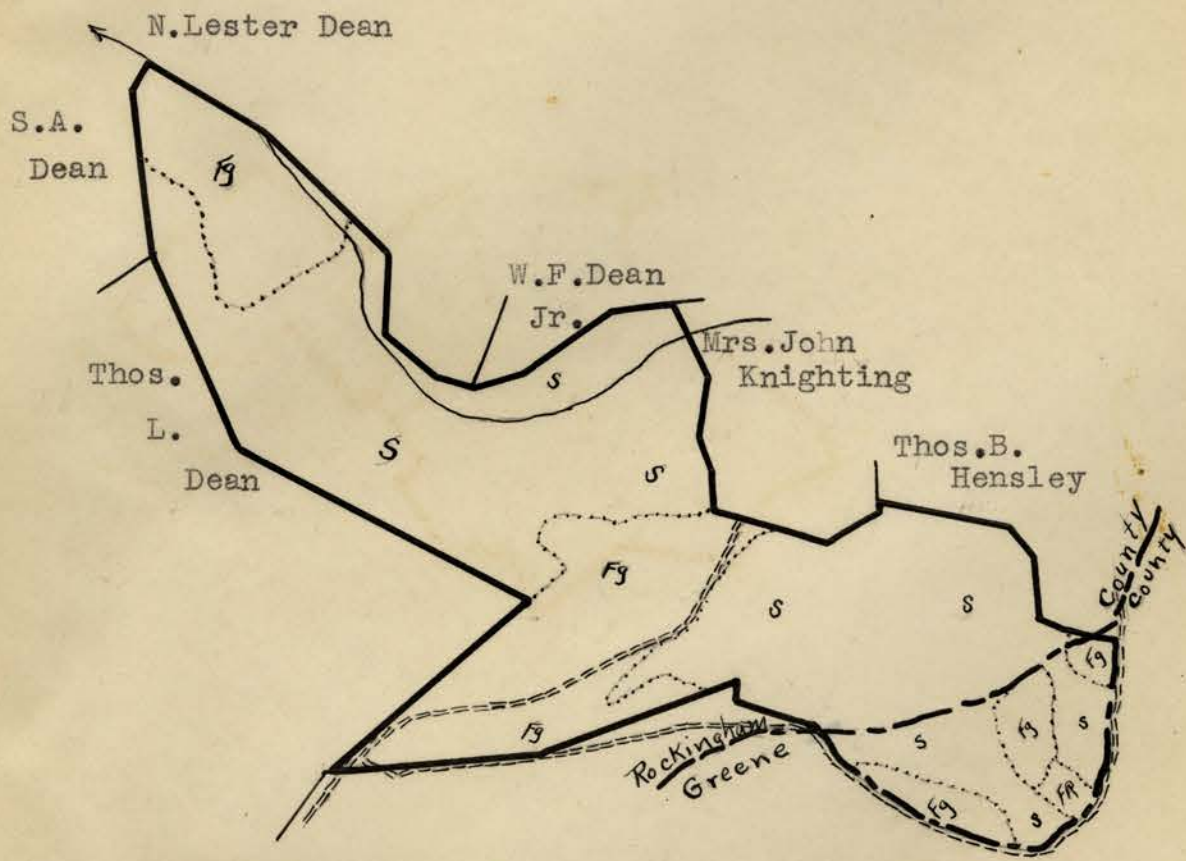 N.Lester Dean
S.A.
Dean
Fg
W.F.Dean
Jr.
S
Mrs.John
Knighting
Thos.
L.
Dean
S
S
Thos.B.
Hensley
County
County
Fg
S
S
Fg
Fg
S
Fg
Rockingham
Greene
S
FR
Fg
S